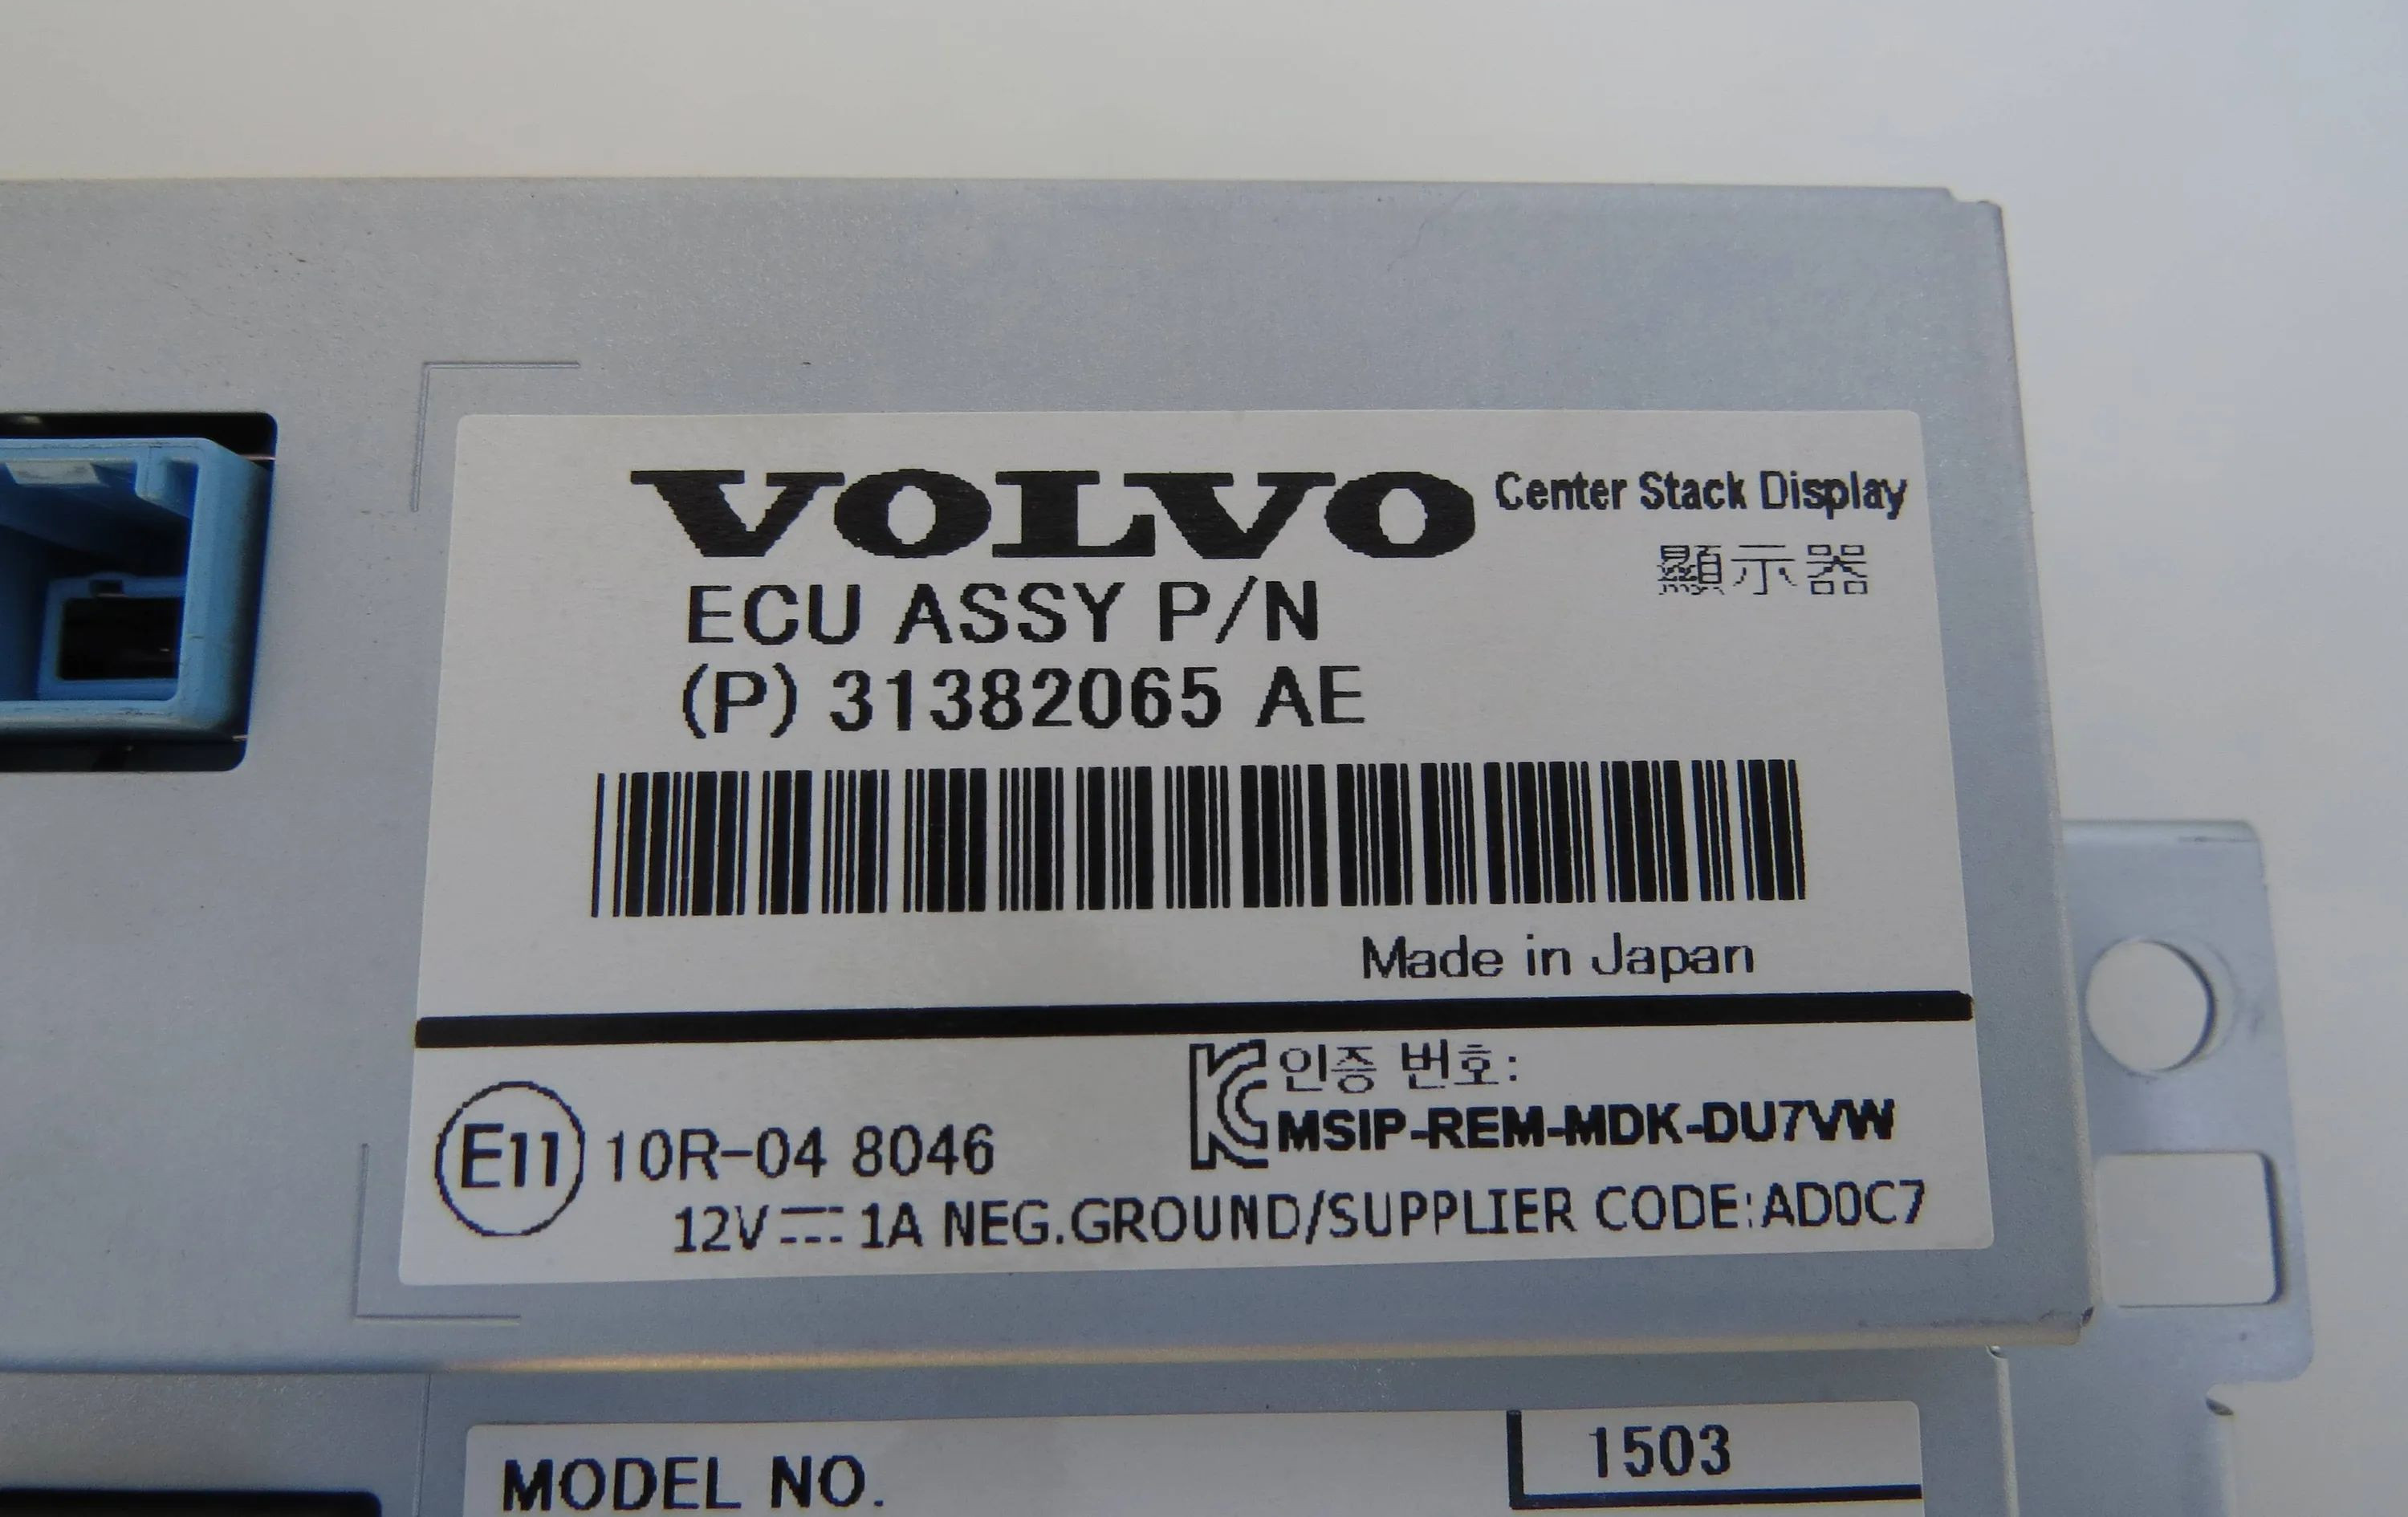 VOLVO Center Stack Display
顯示器
ECU ASSY P/N
(P) 31382065 AE
Made in Japan
인증 번호:
E11 10R-04 8046 MSIP-REM-MDK-DU7VW
12V 1A NEG.GROUND/SUPPLIER CODE:AD0C7
1503
MODEL NO.